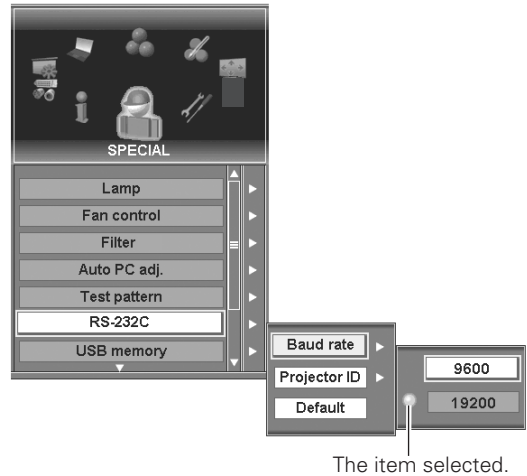 SPECIAL
Lamp
Fan control
Filter
Auto PC adj.
Test pattern
RS-232C
USB memory
Baud rate
Projector ID
Default
9600
19200
The item selected.